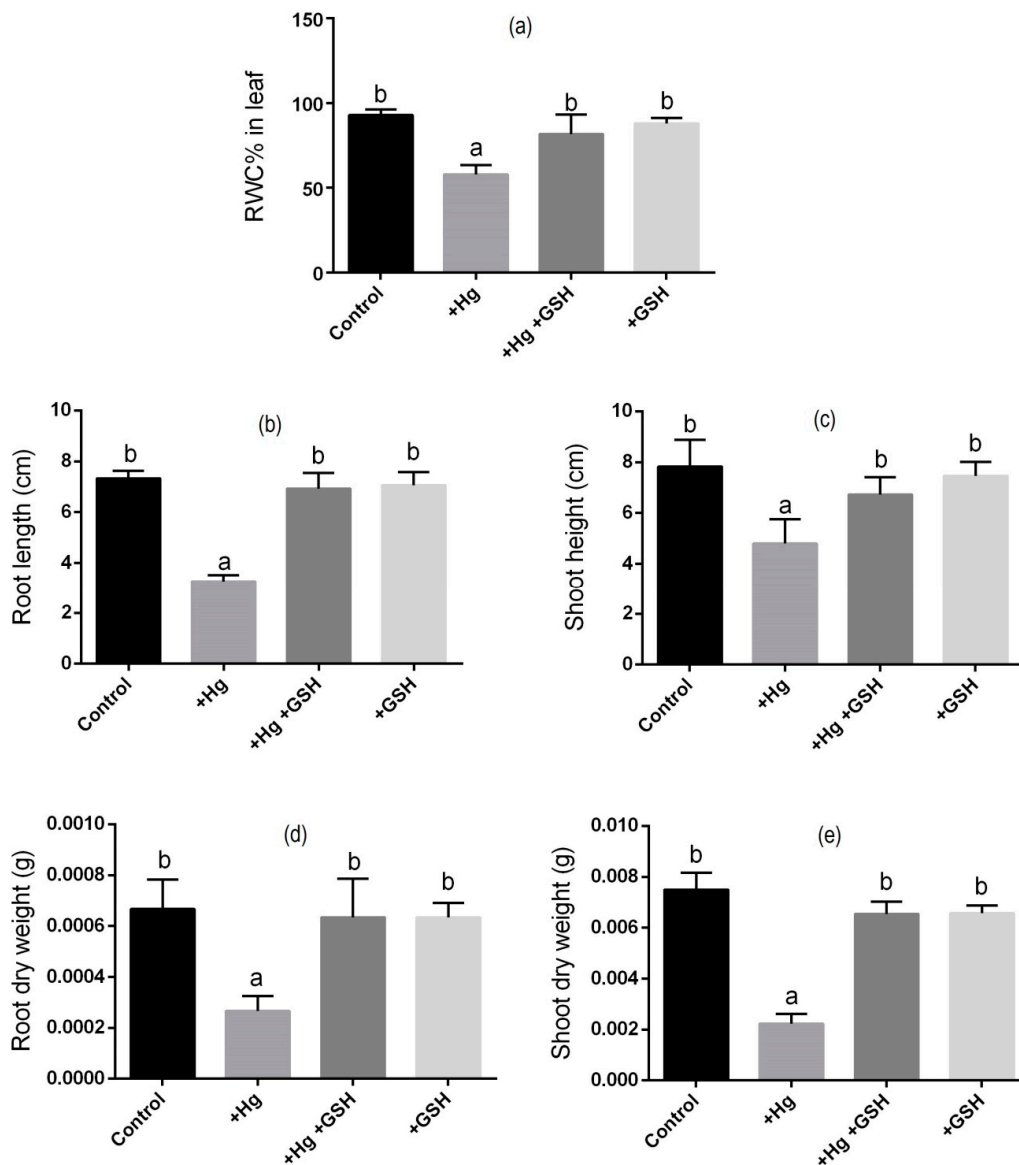 (a)
RWC% in leaf
150
100
50
0
b
a
b
b
Control
+Hg
+Hg +GSH
+GSH
(b)
Root length (cm)
10
8
6
4
2
0
b
a
b
b
Control
+Hg
+Hg +GSH
+GSH
(c)
Shoot height (cm)
10
8
6
4
2
0
b
a
b
b
Control
+Hg
+Hg +GSH
+GSH
(d)
Root dry weight (g)
0.0010
0.0008
0.0006
0.0004
0.0002
0.0000
b
a
b
b
Control
+Hg
+Hg +GSH
+GSH
(e)
Shoot dry weight (g)
0.010
0.008
0.006
0.004
0.002
0.000
b
a
b
b
Control
+Hg
+Hg +GSH
+GSH